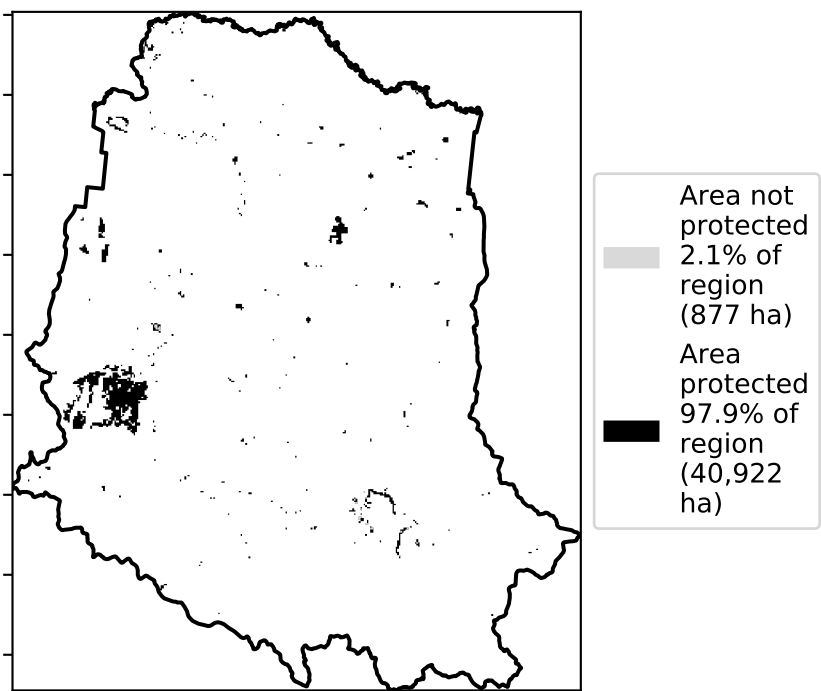 Area not
protected
2.1% of
region
(877 ha)
Area
protected
97.9% of
region
(40,922
ha)